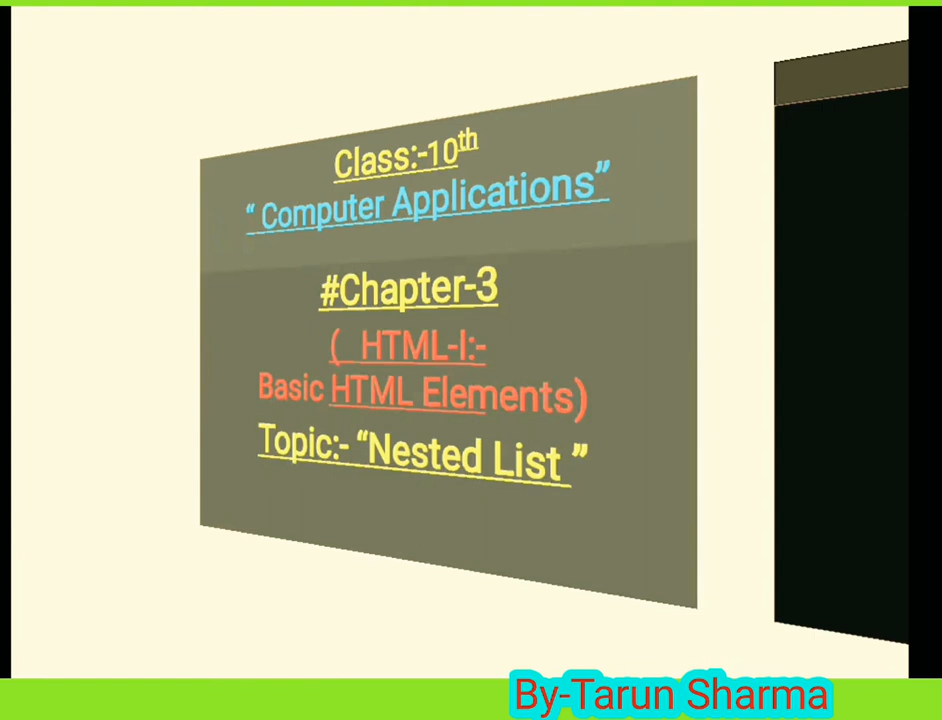 Class:-10th
“ Computer Applications”
#Chapter-3
( HTML-I:-
Basic HTML Elements)
Topic:- “Nested List ”
By-Tarun Sharma